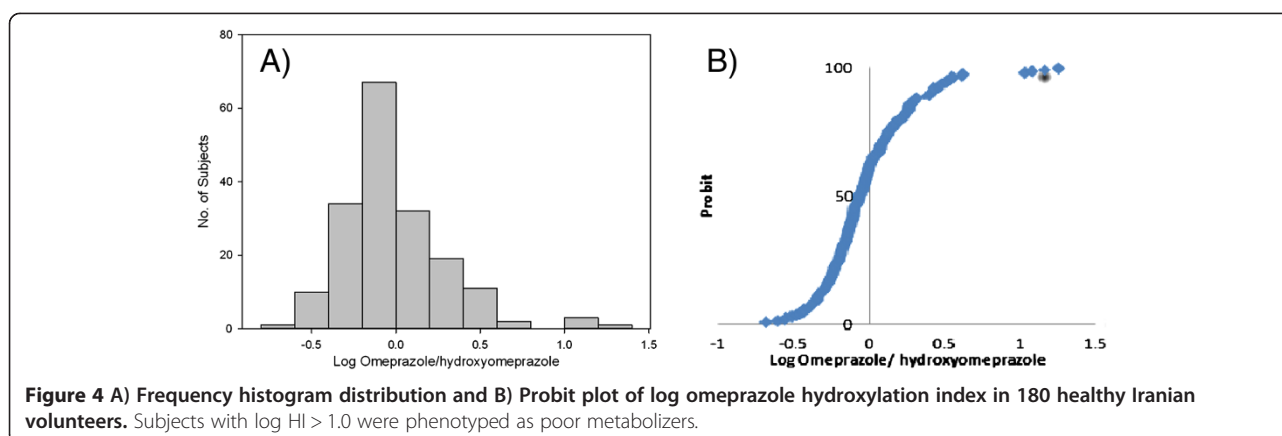 A)
80
60
40
20
0
No. of Subjects
-0.5
0.0
0.5
1.0
1.5
Log Omeprazole/hydroxyomeprazole
B)
100
50
0
Probit
-1
-0.5
0
0.5
1
1.5
Log Omeprazole/ hydroxyomeprazole
Figure 4 A) Frequency histogram distribution and B) Probit plot of log omeprazole hydroxylation index in 180 healthy Iranian
volunteers. Subjects with log HI > 1.0 were phenotyped as poor metabolizers.